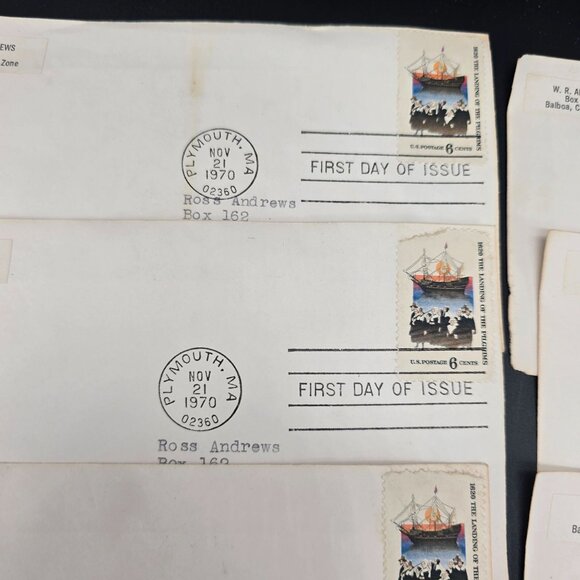 EWS
Zone
1620 THE LANDING OF THE PILGRIMS
U.S. POSTAGE 6 CENTS
PLYMOUTH, MA
NOV
21
1970
02360
FIRST DAY OF ISSUE
Ross Andrews
Box 162
1620 THE LANDING OF THE PILGRIMS
U.S. POSTAGE 6 CENTS
PLYMOUTH, MA
NOV
21
1970
02360
FIRST DAY OF ISSUE
Ross Andrews
Box 162
1620 THE LANDING OF THE
W. R. A
Box
Balboa, C
Ba